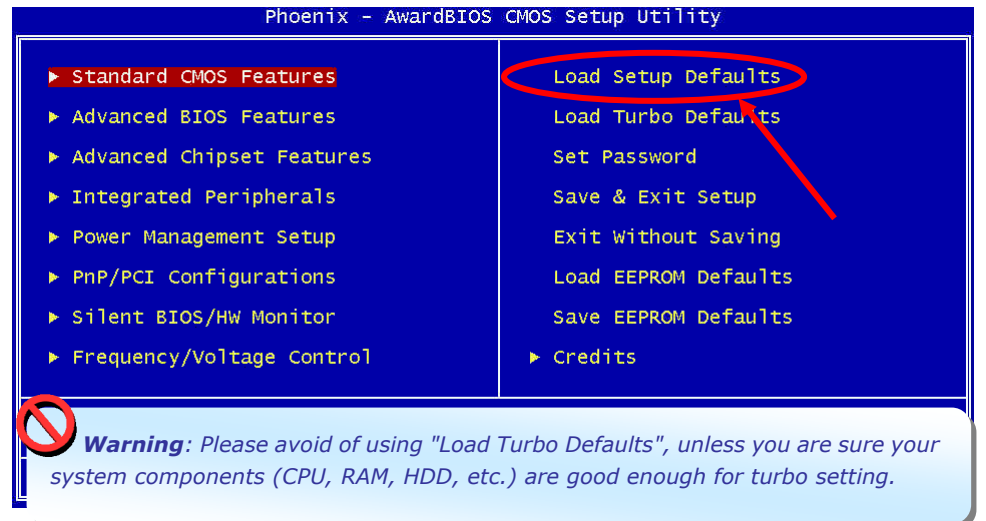 Phoenix - AwardBIOS CMOS Setup Utility
▶ Standard CMOS Features
▶ Advanced BIOS Features
▶ Advanced Chipset Features
▶ Integrated Peripherals
▶ Power Management Setup
▶ PnP/PCI Configurations
▶ Silent BIOS/HW Monitor
▶ Frequency/Voltage Control
Load Setup Defaults
Load Turbo Defaults
Set Password
Save & Exit Setup
Exit Without Saving
Load EEPROM Defaults
Save EEPROM Defaults
▶ Credits
Warning: Please avoid of using "Load Turbo Defaults", unless you are sure your
system components (CPU, RAM, HDD, etc.) are good enough for turbo setting.